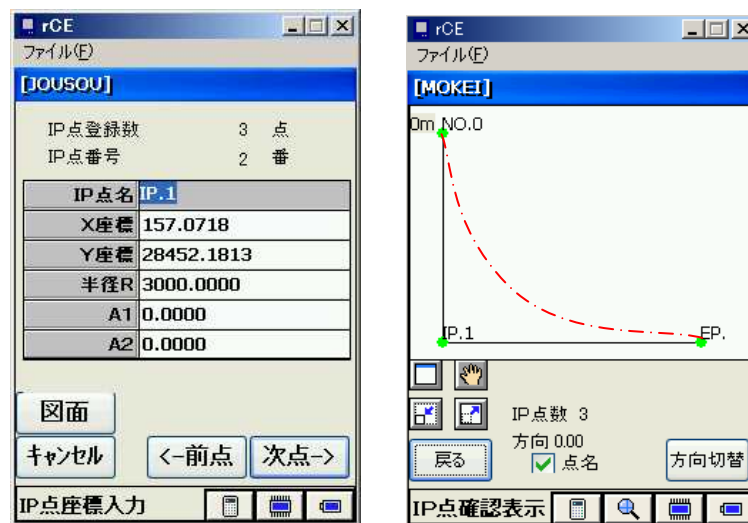 rCE
ファイル(F)
[JOUSOU]
IP点登録数 3 点
IP点番号 2 番
IP点名 IP.1
X座標 157.0718
Y座標 28452.1813
半径R 3000.0000
A1 0.0000
A2 0.0000
図面
キャンセル <-前点 次点->
IP点座標入力
rCE
ファイル(F)
[MOKEI]
0m NO.0
IP.1 EP.
IP点数 3
方向 0.00
戻る 点名 方向切替
IP点確認表示